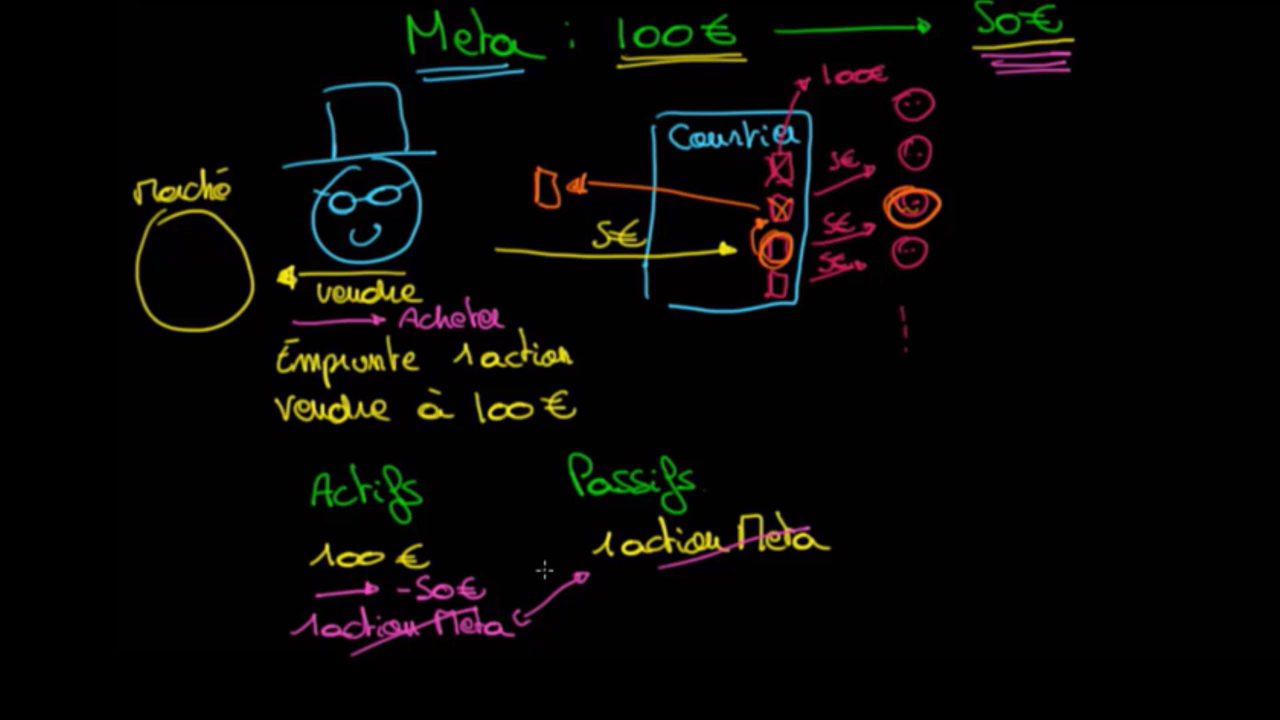 Meta : 100€ → 50€
100€
Courtier
Marché
5€
5€
5€
5€
vendre
Acheter
Emprunte 1 action
vendre à 100€
Actifs
Passifs
100€
1 action Meta
→ -50€
1 action Meta